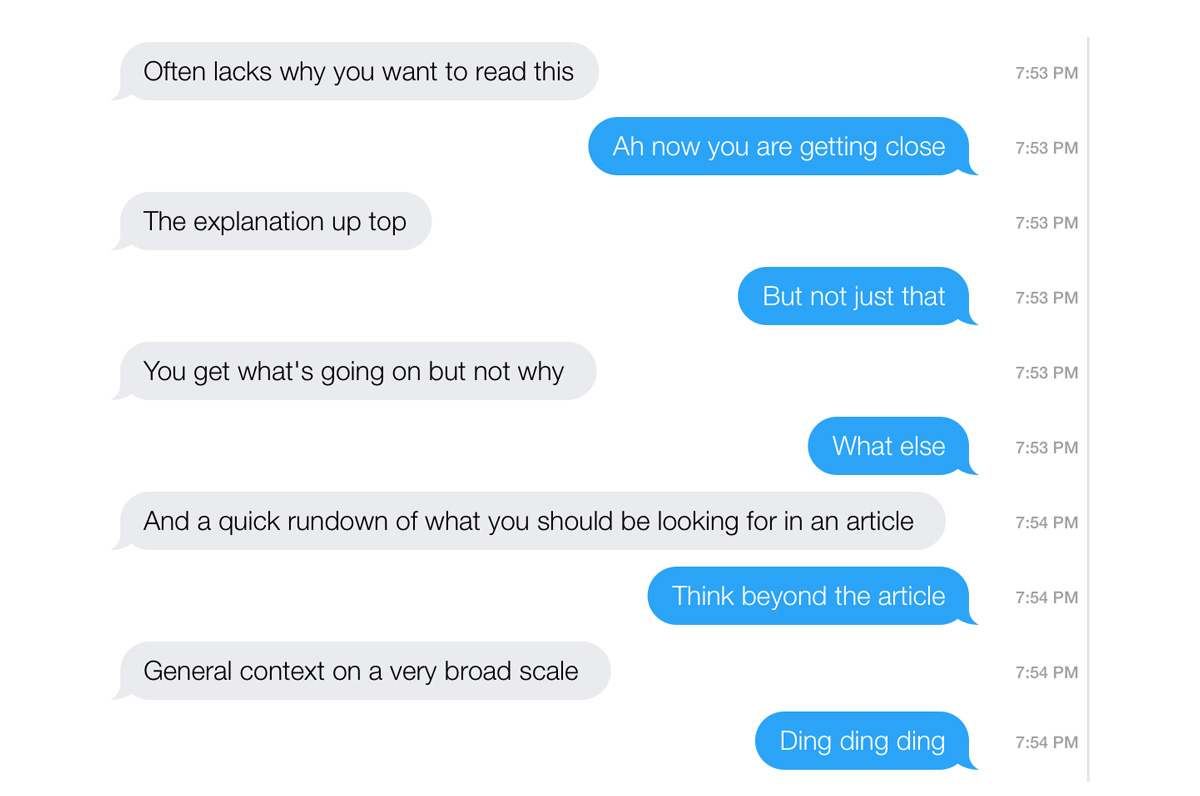 Often lacks why you want to read this
7:53 PM
Ah now you are getting close
7:53 PM
The explanation up top
7:53 PM
But not just that
7:53 PM
You get what's going on but not why
7:53 PM
What else
7:53 PM
And a quick rundown of what you should be looking for in an article
7:54 PM
Think beyond the article
7:54 PM
General context on a very broad scale
7:54 PM
Ding ding ding
7:54 PM